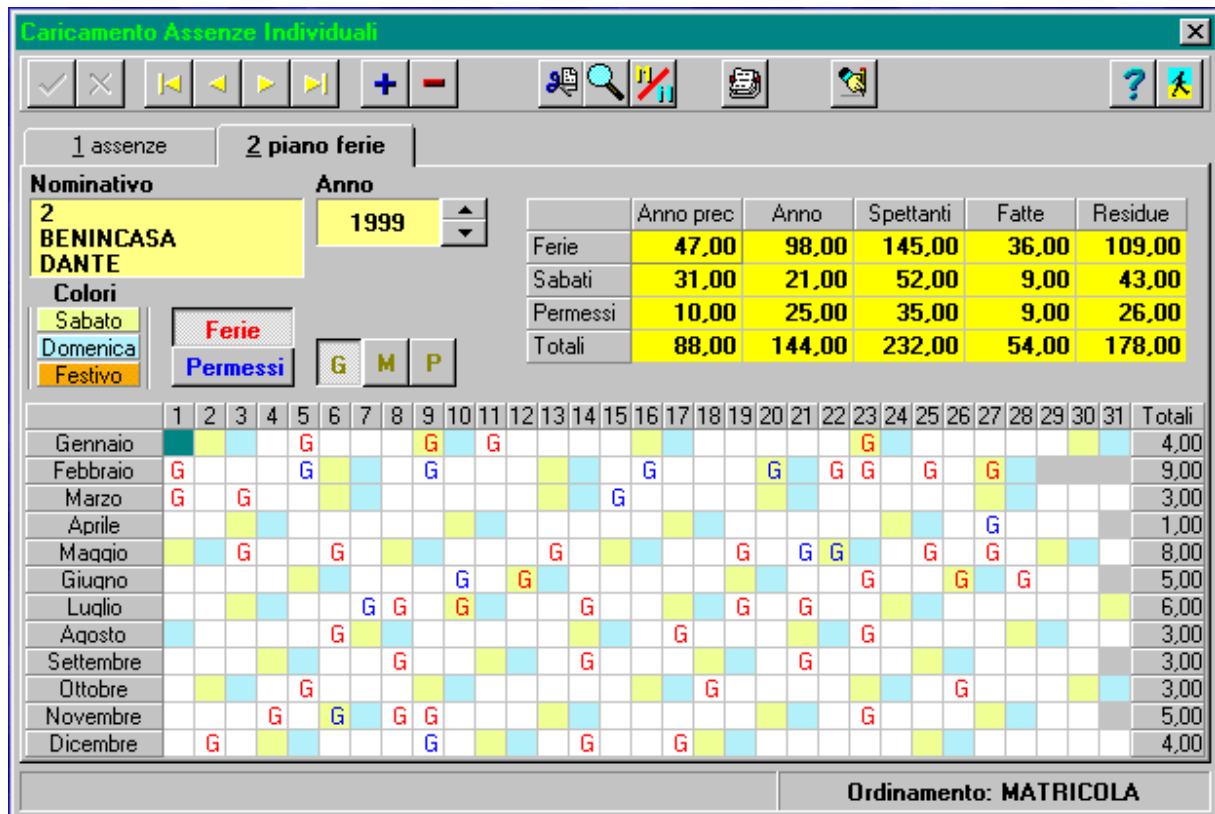 Caricamento Assenze Individuali
1 assenze 2 piano ferie
Nominativo Anno
2
BENINCASA
DANTE
1999
Anno prec Anno Spettanti Fatte Residue
Ferie 47,00 98,00 145,00 36,00 109,00
Sabati 31,00 21,00 52,00 9,00 43,00
Permessi 10,00 25,00 35,00 9,00 26,00
Totali 88,00 144,00 232,00 54,00 178,00
Colori
Sabato
Domenica
Festivo
Ferie
Permessi
G M P
1 2 3 4 5 6 7 8 9 10 11 12 13 14 15 16 17 18 19 20 21 22 23 24 25 26 27 28 29 30 31 Totali
Gennaio G G G G 4,00
Febbraio G G G G G G G G G 9,00
Marzo G G G 3,00
Aprile G 1,00
Maggio G G G G G G G G 8,00
Giugno G G G G G 5,00
Luglio G G G G G G 6,00
Agosto G G G 3,00
Settembre G G G 3,00
Ottobre G G G 3,00
Novembre G G G G G 5,00
Dicembre G G G G 4,00
Ordinamento: MATRICOLA